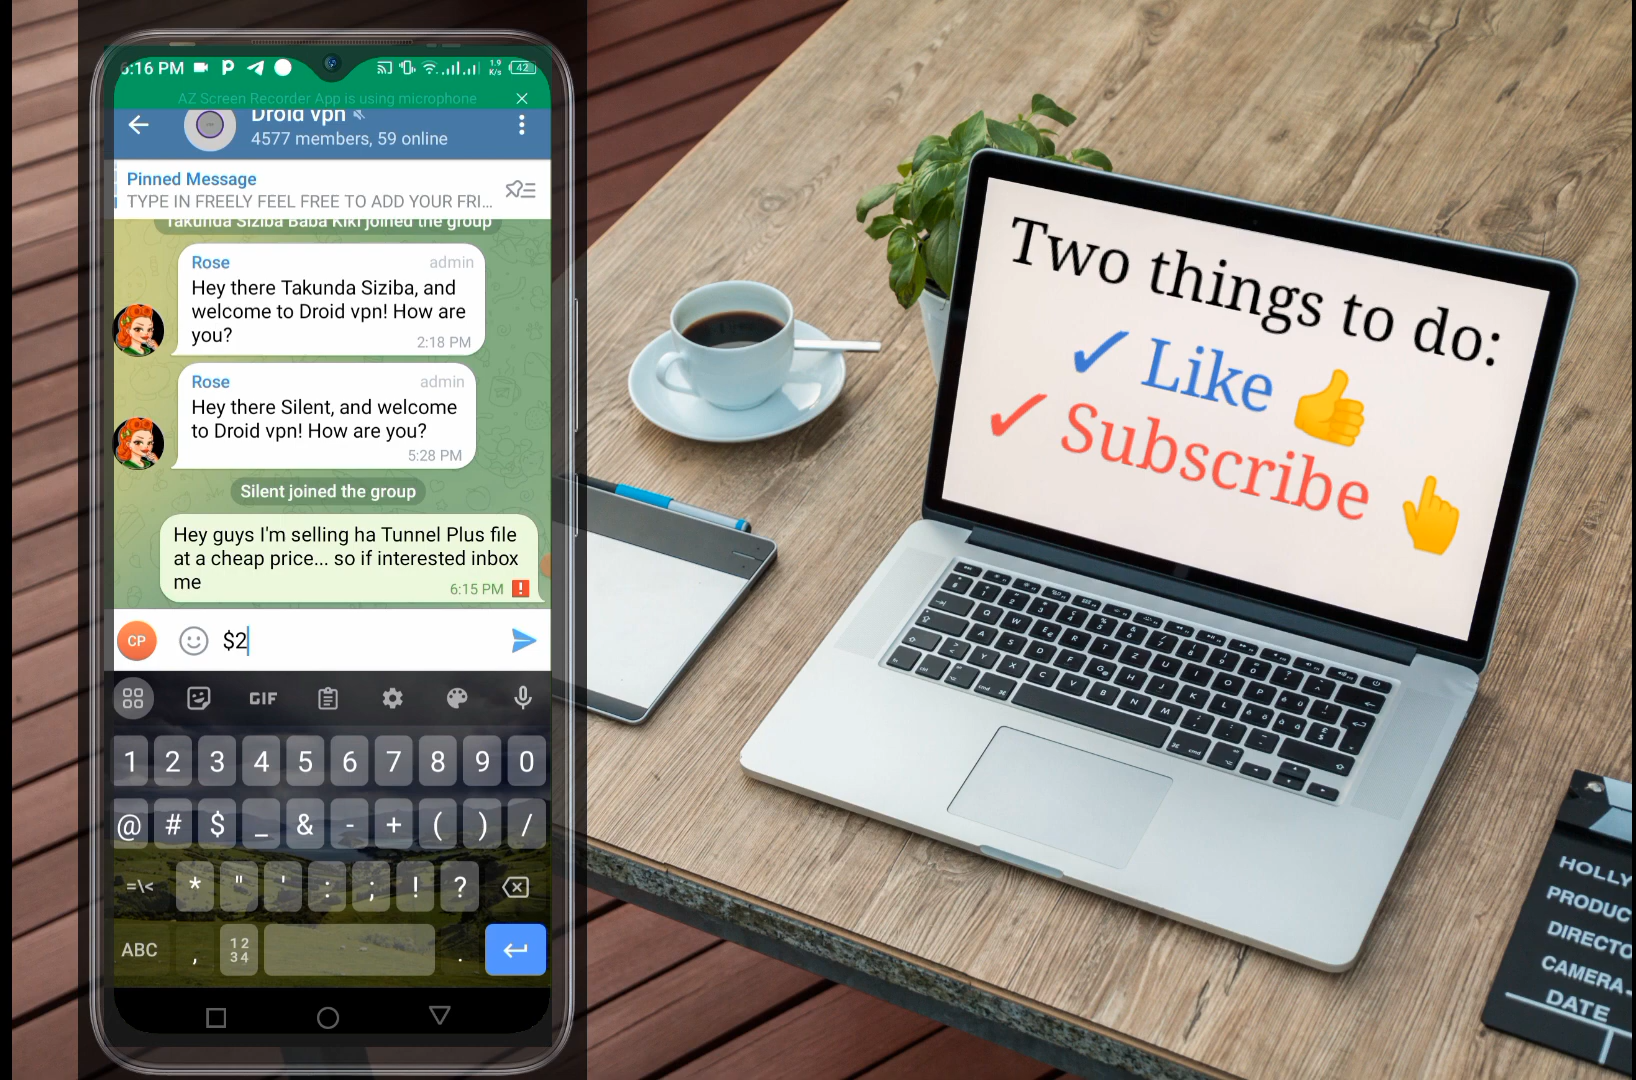 6:16 PM
1.9
K/s
42
AZ Screen Recorder App is using microphone
Droid vpn
4577 members, 59 online
Pinned Message
TYPE IN FREELY FEEL FREE TO ADD YOUR FRI...
Takunda Siziba Baba Kiki joined the group
Rose admin
Hey there Takunda Siziba, and
welcome to Droid vpn! How are
you?
2:18 PM
Rose admin
Hey there Silent, and welcome
to Droid vpn! How are you?
5:28 PM
Silent joined the group
Hey guys I'm selling ha Tunnel Plus file
at a cheap price... so if interested inbox
me
6:15 PM
CP
$2
GIF
1 2 3 4 5 6 7 8 9 0
@ # $ _ & - + ( ) /
=\< * " ' : ; ! ?
ABC , 12 .
34
Two things to do:
✓ Like 👍
✓ Subscribe 👆
HOLLY
PRODUC
DIRECTO
CAMERA
DATE